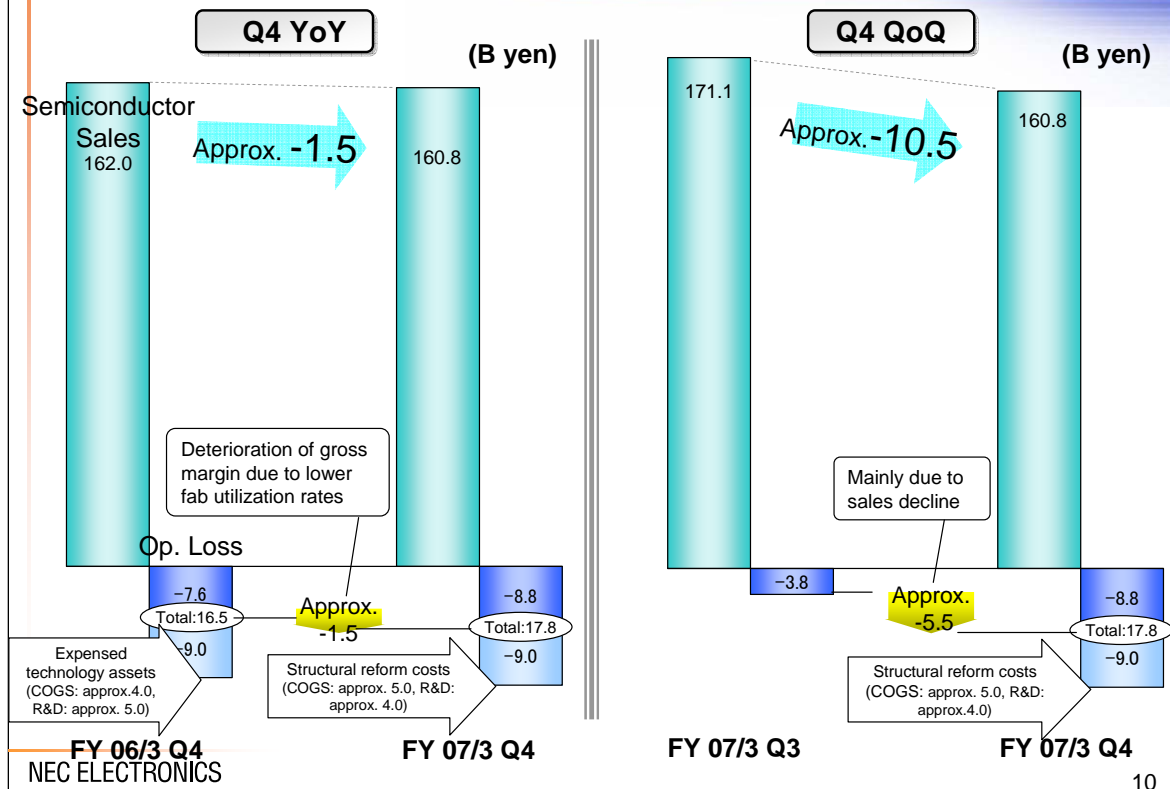 Q4 YoY
(B yen)
Semiconductor
Sales
162.0
Approx. -1.5
160.8
Deterioration of gross
margin due to lower
fab utilization rates
Op. Loss
−7.6
Total:16.5
−9.0
Approx.
-1.5
−8.8
Total:17.8
−9.0
Expensed
technology assets
(COGS: approx.4.0,
R&D: approx. 5.0)
Structural reform costs
(COGS: approx. 5.0, R&D:
approx. 4.0)
FY 06/3 Q4
FY 07/3 Q4
Q4 QoQ
(B yen)
171.1
Approx. -10.5
160.8
Mainly due to
sales decline
−3.8
Approx.
-5.5
−8.8
Total:17.8
−9.0
Structural reform costs
(COGS: approx. 5.0, R&D:
approx.4.0)
FY 07/3 Q3
FY 07/3 Q4
NEC ELECTRONICS
10